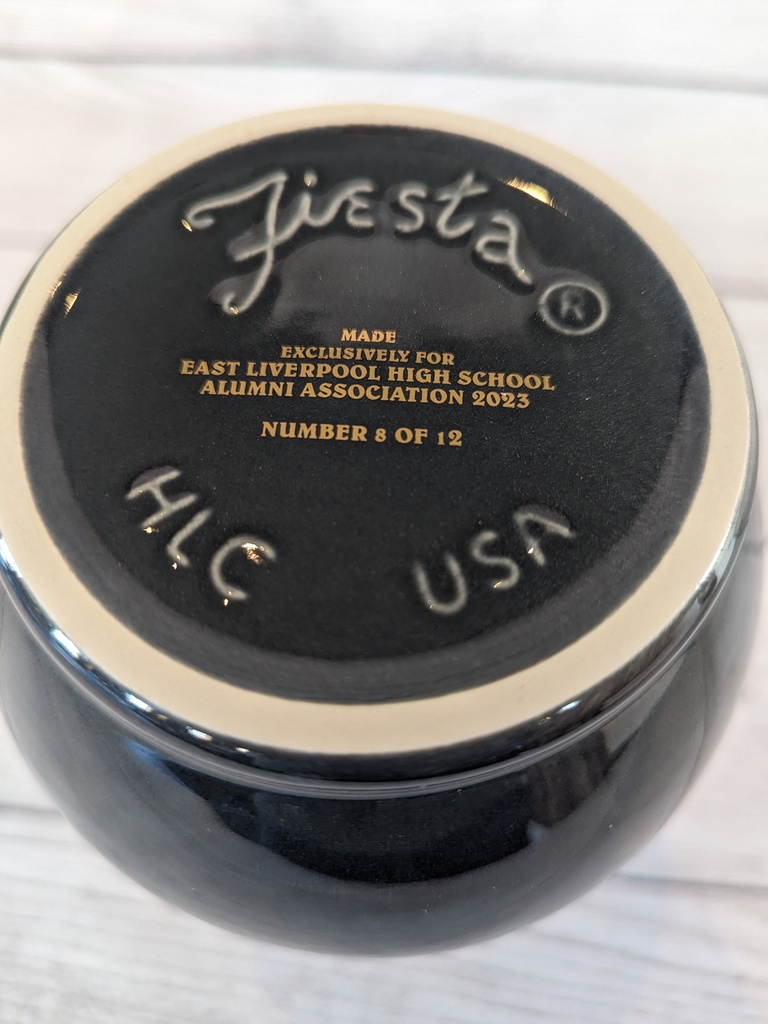 Fiesta®
MADE
EXCLUSIVELY FOR
EAST LIVERPOOL HIGH SCHOOL
ALUMNI ASSOCIATION 2023
NUMBER 8 OF 12
HLC USA